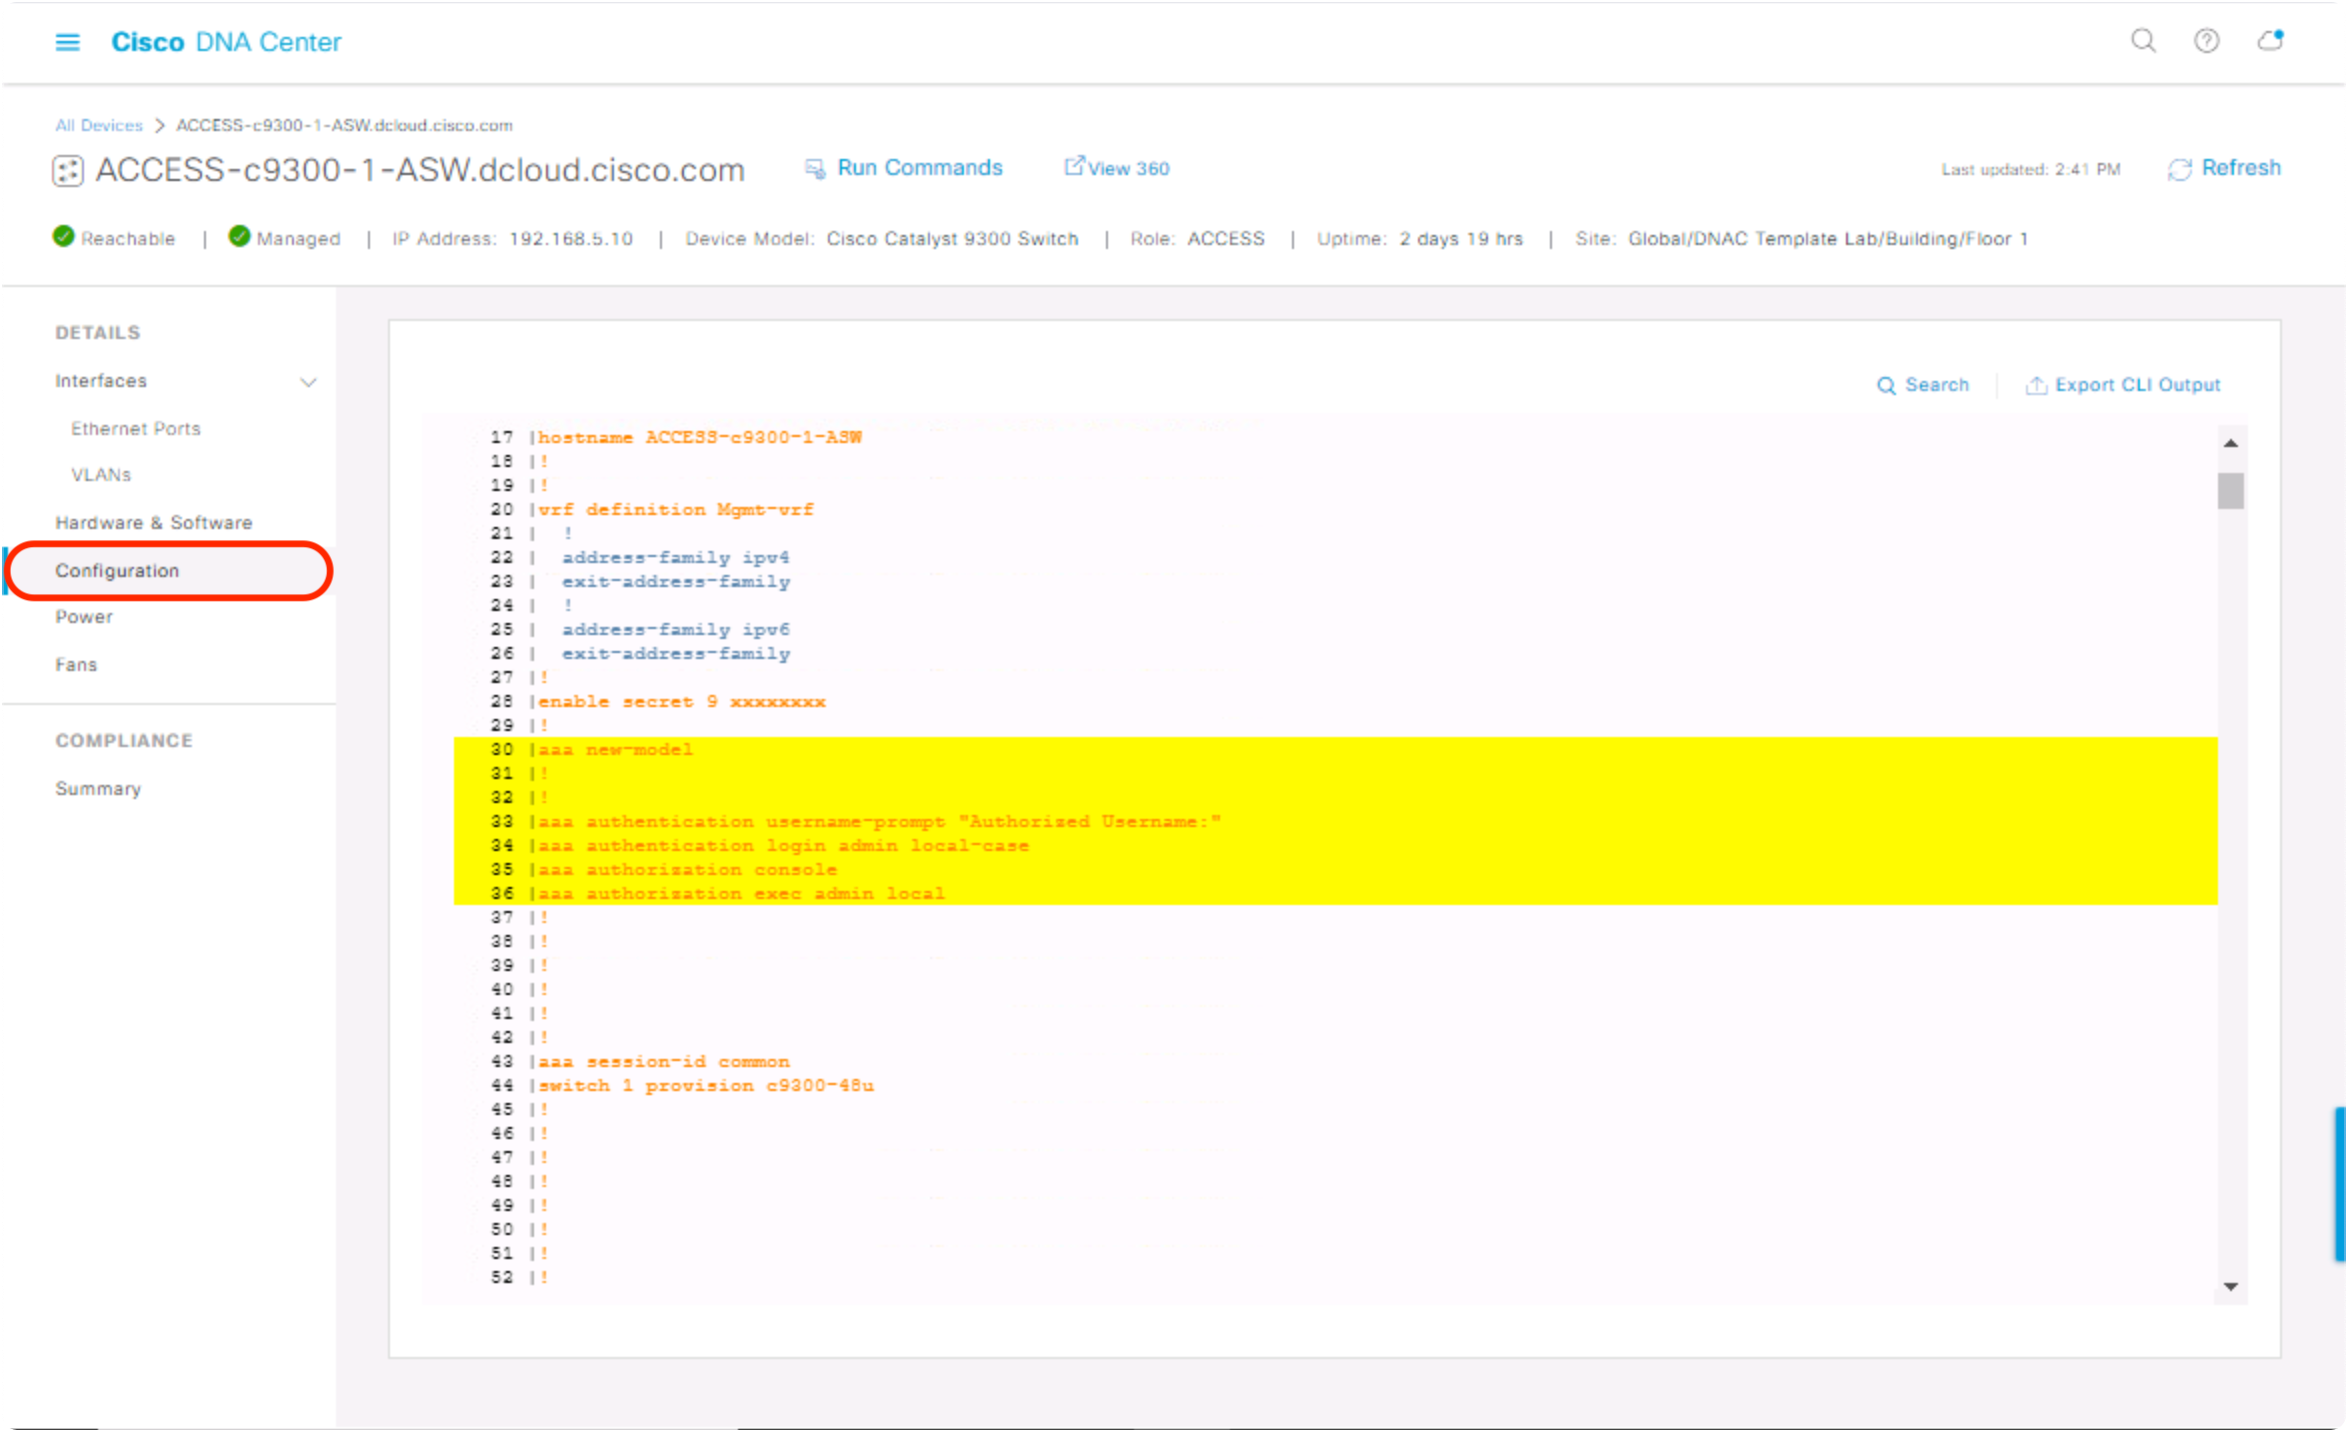 Cisco DNA Center
All Devices > ACCESS-c9300-1-ASW.dcloud.cisco.com
ACCESS-c9300-1-ASW.dcloud.cisco.com Run Commands View 360 Last updated: 2:41 PM Refresh
Reachable | Managed | IP Address: 192.168.5.10 | Device Model: Cisco Catalyst 9300 Switch | Role: ACCESS | Uptime: 2 days 19 hrs | Site: Global/DNAC Template Lab/Building/Floor 1
DETAILS
Interfaces
Ethernet Ports
VLANs
Hardware & Software
Configuration
Power
Fans
COMPLIANCE
Summary
Search Export CLI Output
17 |hostname ACCESS-c9300-1-ASW
18 |!
19 |!
20 |vrf definition Mgmt-vrf
21 | !
22 | address-family ipv4
23 | exit-address-family
24 | !
25 | address-family ipv6
26 | exit-address-family
27 |!
28 |enable secret 9 xxxxxxxx
29 |!
30 |aaa new-model
31 |!
32 |!
33 |aaa authentication username-prompt "Authorized Username:"
34 |aaa authentication login admin local-case
35 |aaa authorization console
36 |aaa authorization exec admin local
37 |!
38 |!
39 |!
40 |!
41 |!
42 |!
43 |aaa session-id common
44 |switch 1 provision c9300-48u
45 |!
46 |!
47 |!
48 |!
49 |!
50 |!
51 |!
52 |!